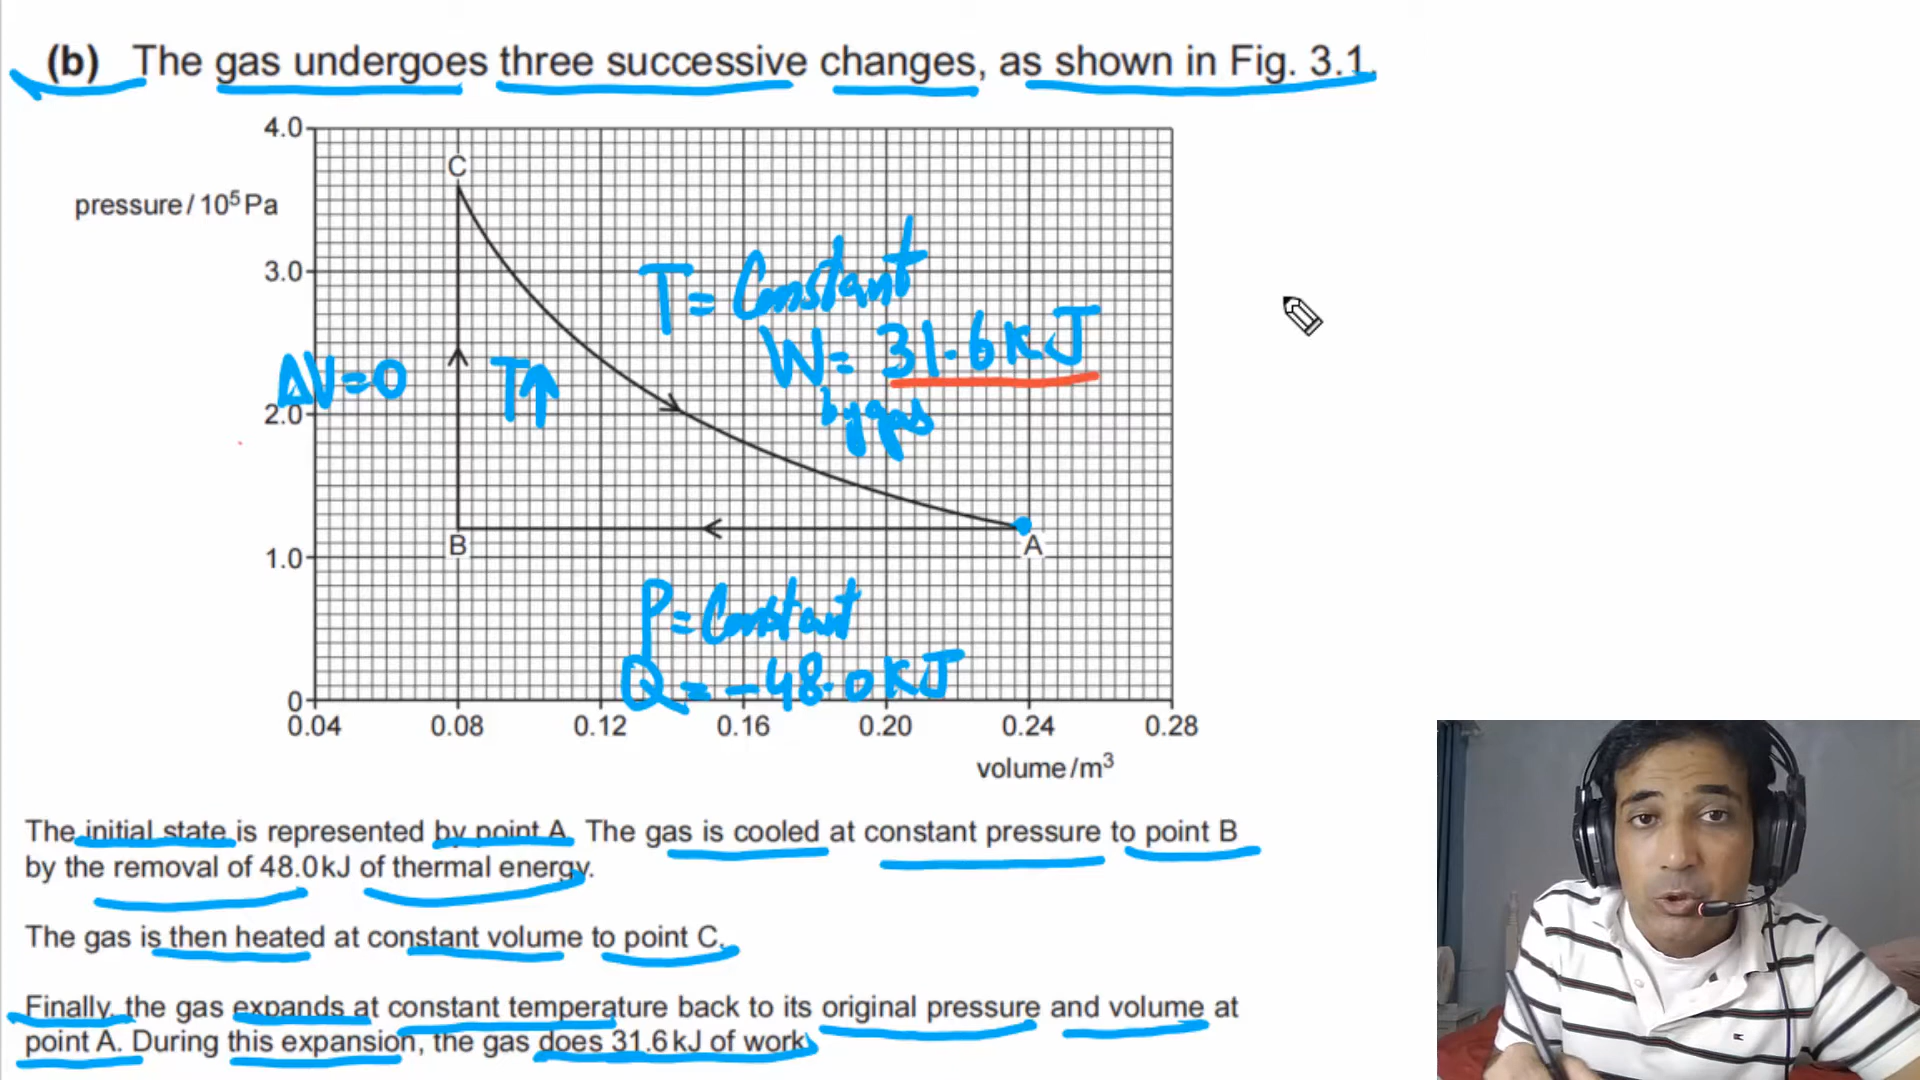 (b) The gas undergoes three successive changes, as shown in Fig. 3.1.
4.0
C
pressure / 10⁵ Pa
3.0
T = Constant
W = 31.6 kJ
by gas
ΔV = 0
T↑
2.0
B
A
1.0
P = Constant
Q = -48.0 kJ
0
0.04 0.08 0.12 0.16 0.20 0.24 0.28
volume / m³
The initial state is represented by point A. The gas is cooled at constant pressure to point B
by the removal of 48.0 kJ of thermal energy.
The gas is then heated at constant volume to point C.
Finally, the gas expands at constant temperature back to its original pressure and volume at
point A. During this expansion, the gas does 31.6 kJ of work.